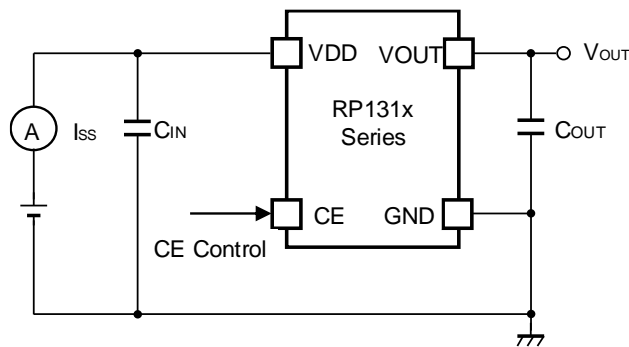 VDD
VOUT
VOUT
RP131x
Series
A
ISS
CIN
COUT
CE
GND
CE Control